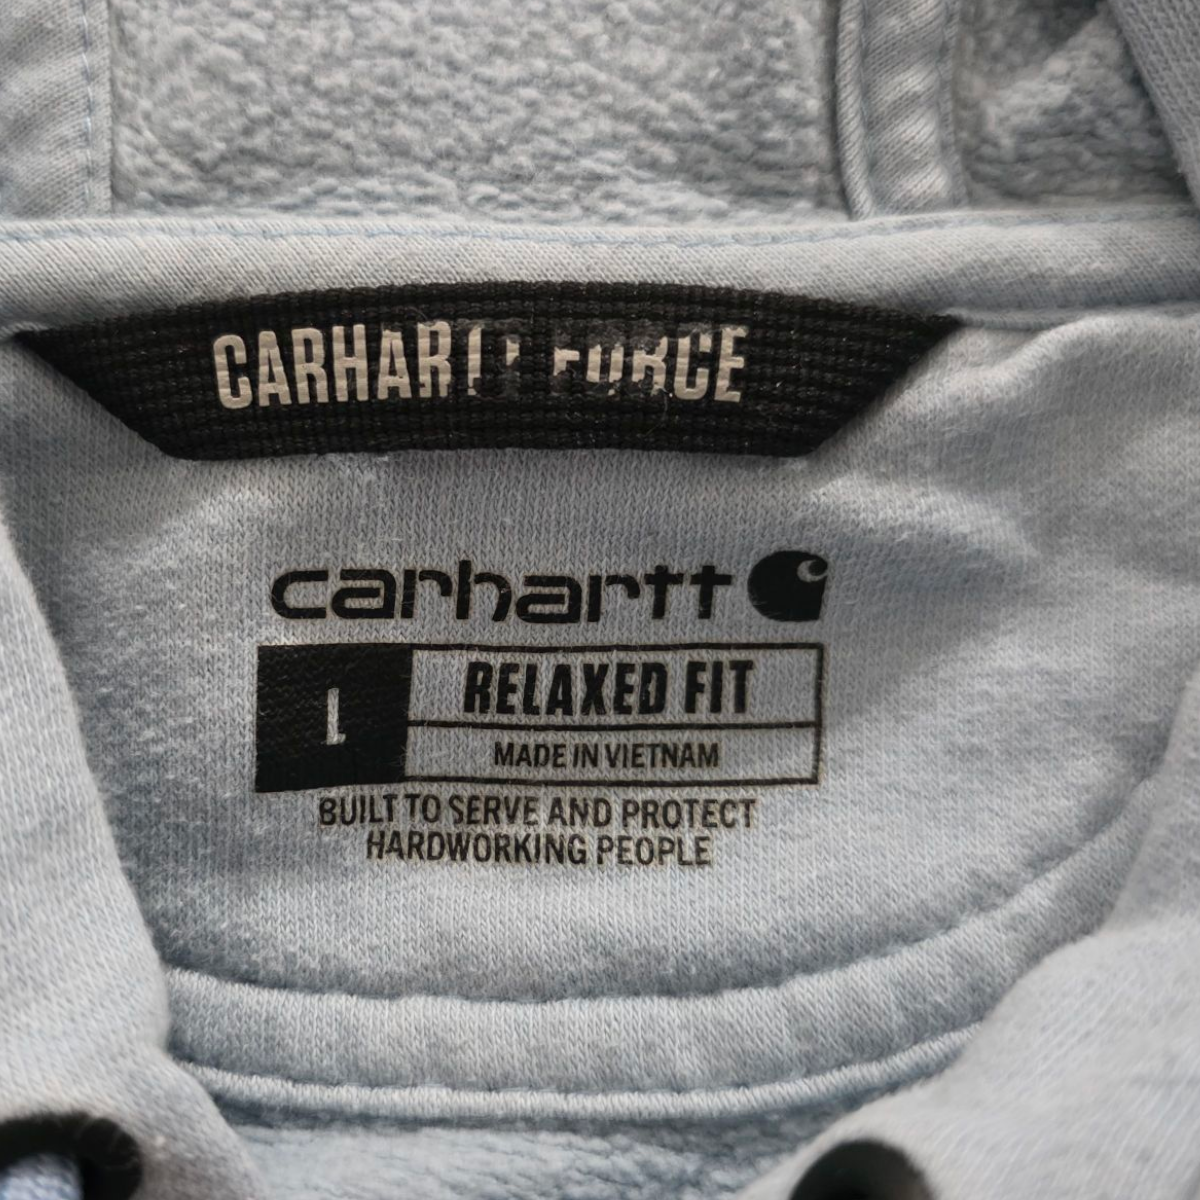 CARHARTT FORCE
carhartt
L
RELAXED FIT
MADE IN VIETNAM
BUILT TO SERVE AND PROTECT
HARDWORKING PEOPLE